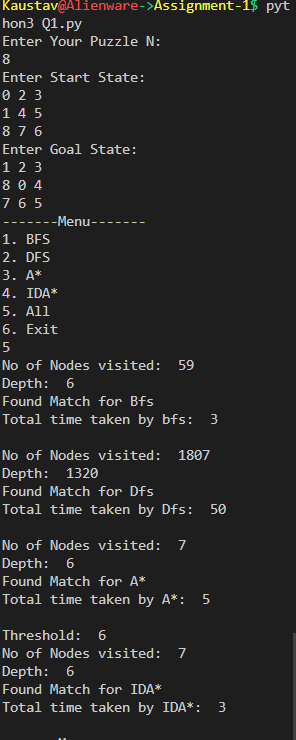 Kaustav@Alienware->Assignment-1$ pyt
hon3 Q1.py
Enter Your Puzzle N:
8
Enter Start State:
0 2 3
1 4 5
8 7 6
Enter Goal State:
1 2 3
8 0 4
7 6 5
-------Menu-------
1. BFS
2. DFS
3. A*
4. IDA*
5. All
6. Exit
5
No of Nodes visited:  59
Depth:  6
Found Match for Bfs
Total time taken by bfs:  3
No of Nodes visited:  1807
Depth:  1320
Found Match for Dfs
Total time taken by Dfs:  50
No of Nodes visited:  7
Depth:  6
Found Match for A*
Total time taken by A*:  5
Threshold:  6
No of Nodes visited:  7
Depth:  6
Found Match for IDA*
Total time taken by IDA*:  3